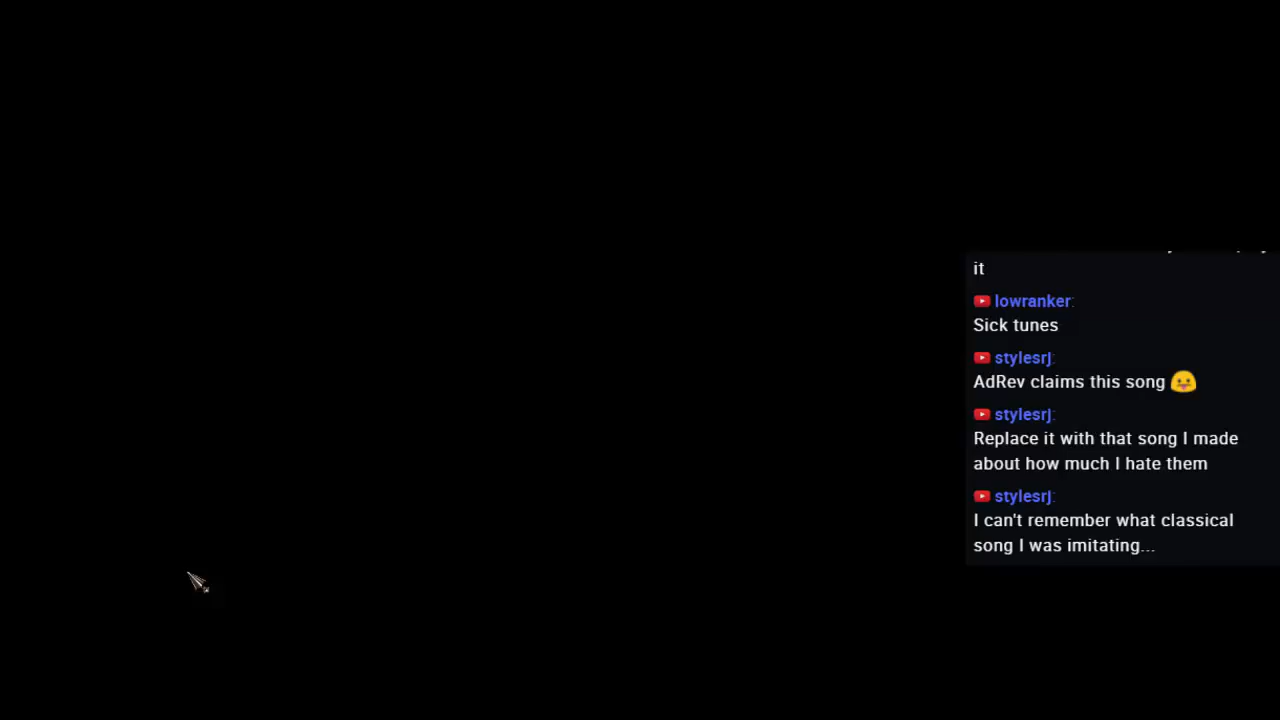 it
lowranker:
Sick tunes
stylesrj:
AdRev claims this song
stylesrj:
Replace it with that song I made
about how much I hate them
stylesrj:
I can't remember what classical
song I was imitating...